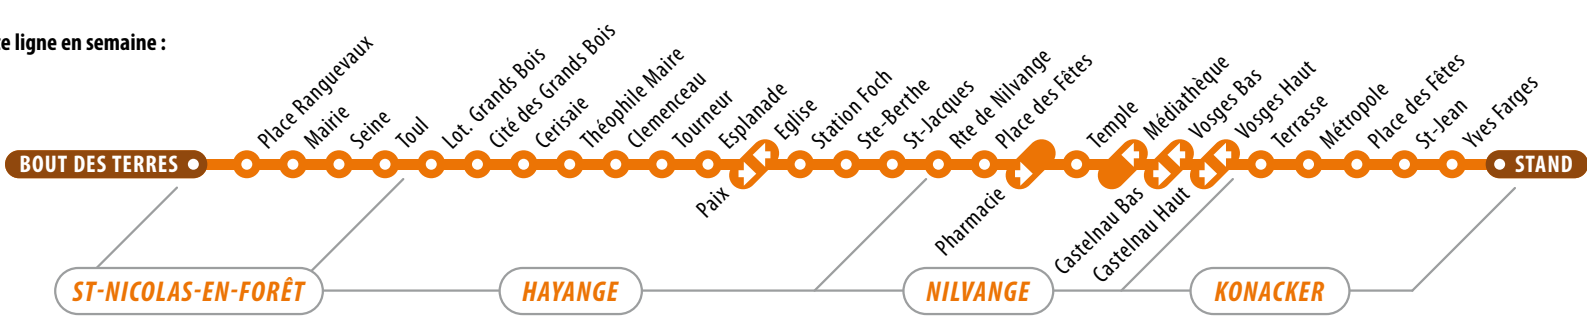 e ligne en semaine :
BOUT DES TERRES
Place Ranguevaux
Mairie
Seine
Toul
Lot. Grands Bois
Cité des Grands Bois
Cerisaie
Théophile Maire
Clemenceau
Tourneur
Esplanade
Paix
Eglise
Station Foch
Ste-Berthe
St-Jacques
Rte de Nilvange
Place des Fêtes
Pharmacie
Temple
Médiathèque
Castelnau Bas
Vosges Bas
Castelnau Haut
Vosges Haut
Terrasse
Métropole
Place des Fêtes
St-Jean
Yves Farges
STAND
ST-NICOLAS-EN-FORÊT
HAYANGE
NILVANGE
KONACKER